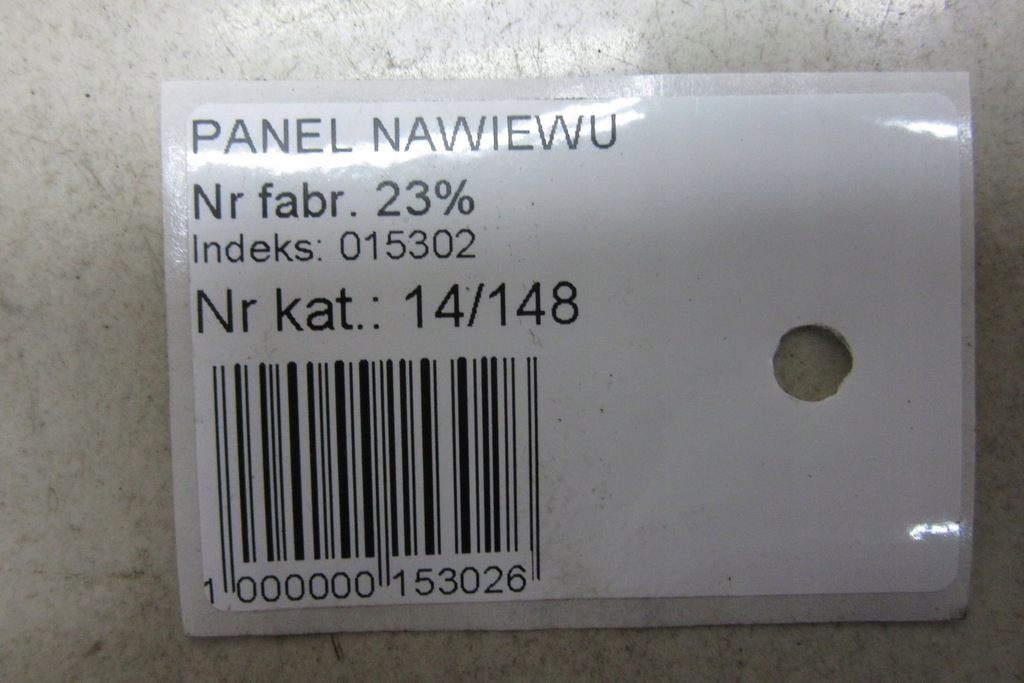 PANEL NAWIEWU
Nr fabr. 23%
Indeks: 015302
Nr kat.: 14/148
1 000000 153026